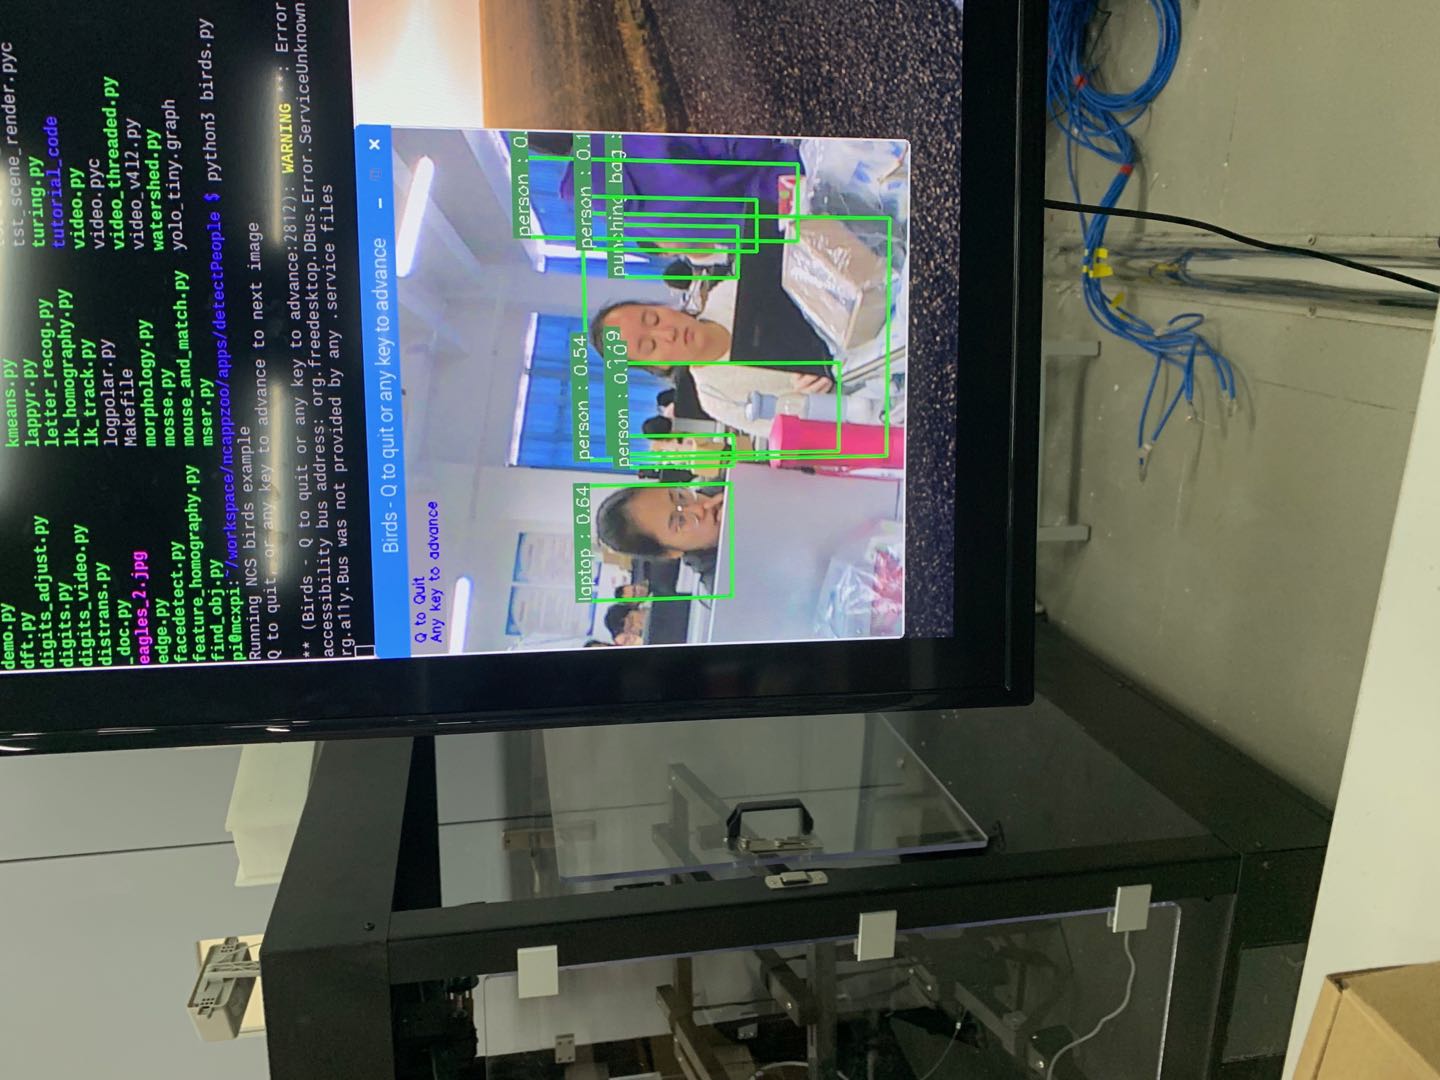 demo.py kmeans.py tst_scene_render.pyc
dft.py lappyr.py turing.py
digits_adjust.py letter_recog.py tutorial_code
digits.py lk_homography.py video.py
digits_video.py lk_track.py video.pyc
distrans.py logpolar.py video_threaded.py
_doc.py Makefile video_v4l2.py
eagles_2.jpg morphology.py watershed.py
edge.py mosse.py yolo_tiny.graph
facedetect.py mouse_and_match.py
feature_homography.py mser.py
find_obj.py
pi@mcxpi:~/workspace/ncappzoo/apps/detectPeople $ python3 birds.py
Running NCS birds example
Q to quit, or any key to advance to next image
** (Birds - Q to quit or any key to advance:2812): WARNING **: Error
accessibility bus address: org.freedesktop.DBus.Error.ServiceUnknown
rg.a11y.Bus was not provided by any .service files
Birds - Q to quit or any key to advance
Q to Quit
Any key to advance
person : 0.
laptop : 0.64
person : 0.54
person : 0.1
person : 0.10
punching bag :